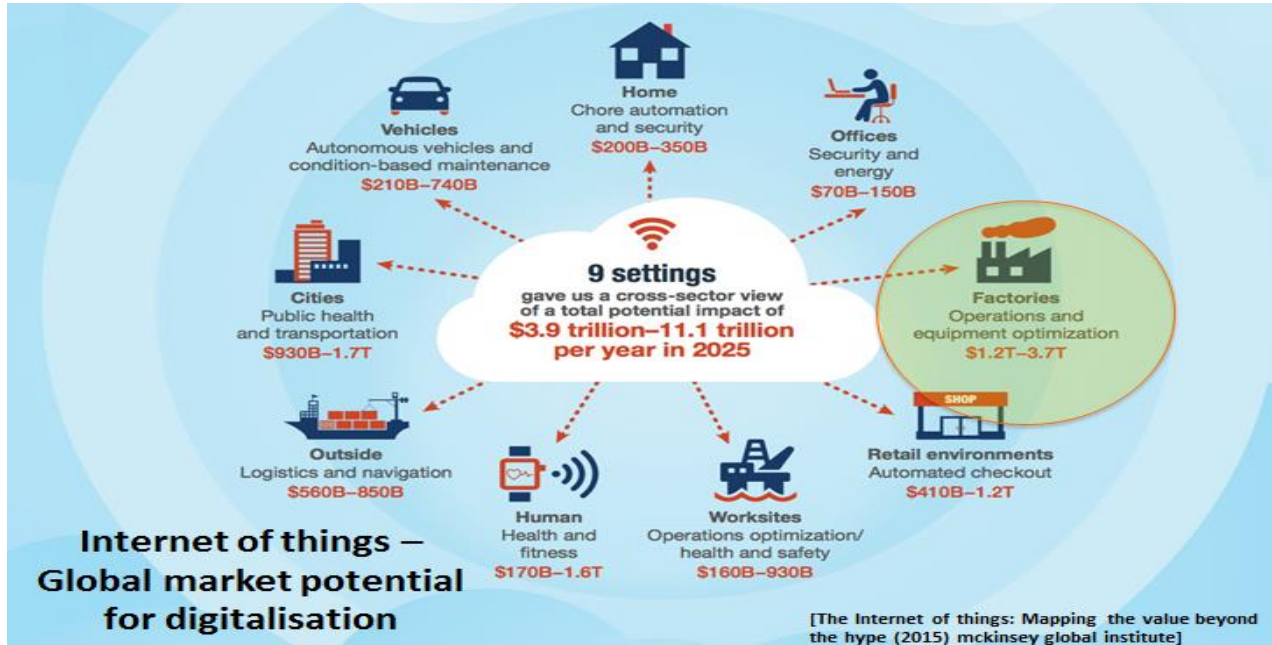 Home
Chore automation
and security
$200B–350B
Vehicles
Autonomous vehicles and
condition-based maintenance
$210B–740B
Offices
Security and
energy
$70B–150B
9 settings
gave us a cross-sector view
of a total potential impact of
$3.9 trillion–11.1 trillion
per year in 2025
Cities
Public health
and transportation
$930B–1.7T
Factories
Operations and
equipment optimization
$1.2T–3.7T
Outside
Logistics and navigation
$560B–850B
SHOP
Retail environments
Automated checkout
$410B–1.2T
Human
Health and
fitness
$170B–1.6T
Worksites
Operations optimization/
health and safety
$160B–930B
Internet of things –
Global market potential
for digitalisation
[The Internet of things: Mapping the value beyond
the hype (2015) mckinsey global institute]